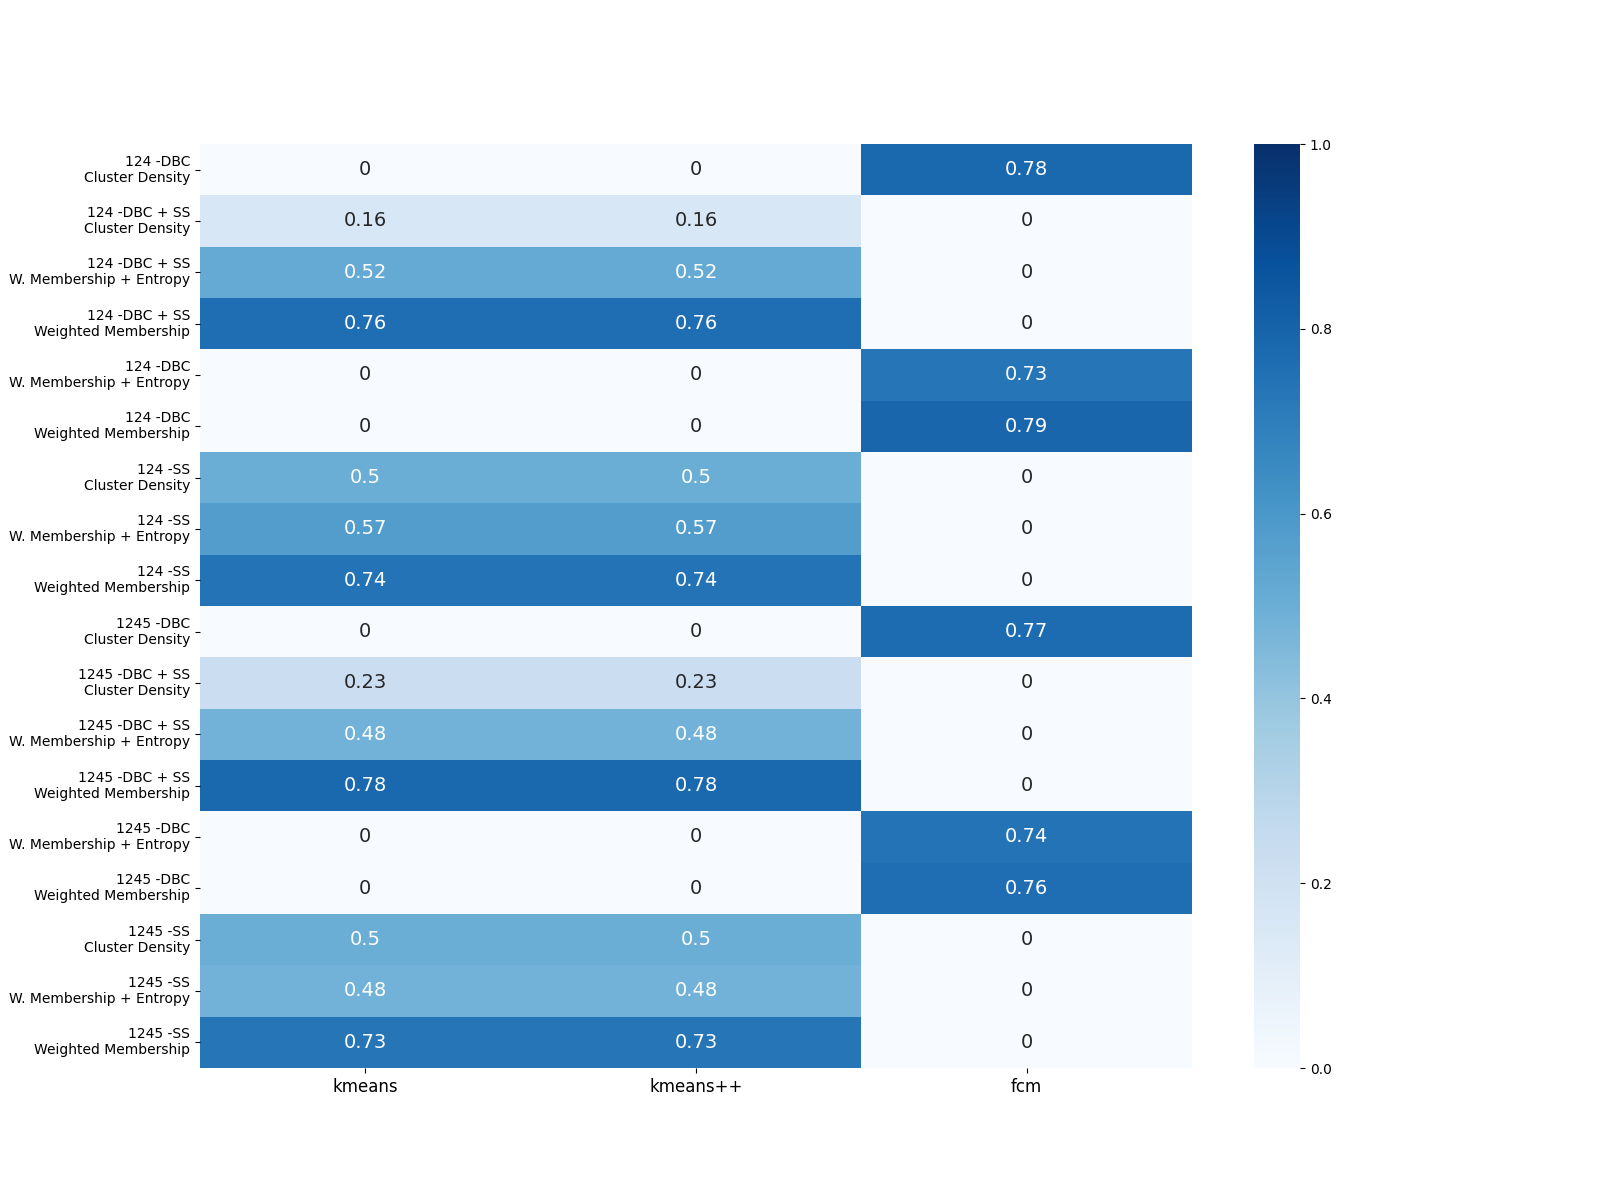 124 -DBC
Cluster Density
0 0 0.78
124 -DBC + SS
Cluster Density
0.16 0.16 0
124 -DBC + SS
W. Membership + Entropy
0.52 0.52 0
124 -DBC + SS
Weighted Membership
0.76 0.76 0
124 -DBC
W. Membership + Entropy
0 0 0.73
124 -DBC
Weighted Membership
0 0 0.79
124 -SS
Cluster Density
0.5 0.5 0
124 -SS
W. Membership + Entropy
0.57 0.57 0
124 -SS
Weighted Membership
0.74 0.74 0
1245 -DBC
Cluster Density
0 0 0.77
1245 -DBC + SS
Cluster Density
0.23 0.23 0
1245 -DBC + SS
W. Membership + Entropy
0.48 0.48 0
1245 -DBC + SS
Weighted Membership
0.78 0.78 0
1245 -DBC
W. Membership + Entropy
0 0 0.74
1245 -DBC
Weighted Membership
0 0 0.76
1245 -SS
Cluster Density
0.5 0.5 0
1245 -SS
W. Membership + Entropy
0.48 0.48 0
1245 -SS
Weighted Membership
0.73 0.73 0
kmeans kmeans++ fcm
1.0
0.8
0.6
0.4
0.2
0.0